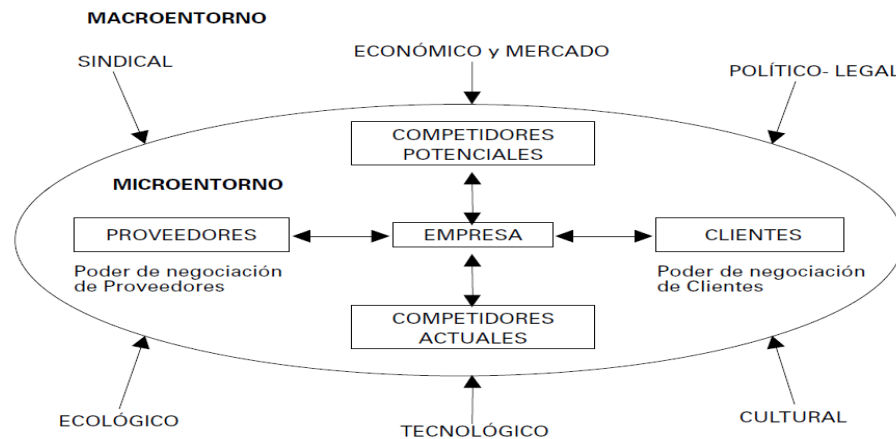 MACROENTORNO
SINDICAL
ECONÓMICO y MERCADO
POLÍTICO- LEGAL
COMPETIDORES
POTENCIALES
MICROENTORNO
PROVEEDORES
EMPRESA
CLIENTES
Poder de negociación
de Proveedores
Poder de negociación
de Clientes
COMPETIDORES
ACTUALES
ECOLÓGICO
TECNOLÓGICO
CULTURAL